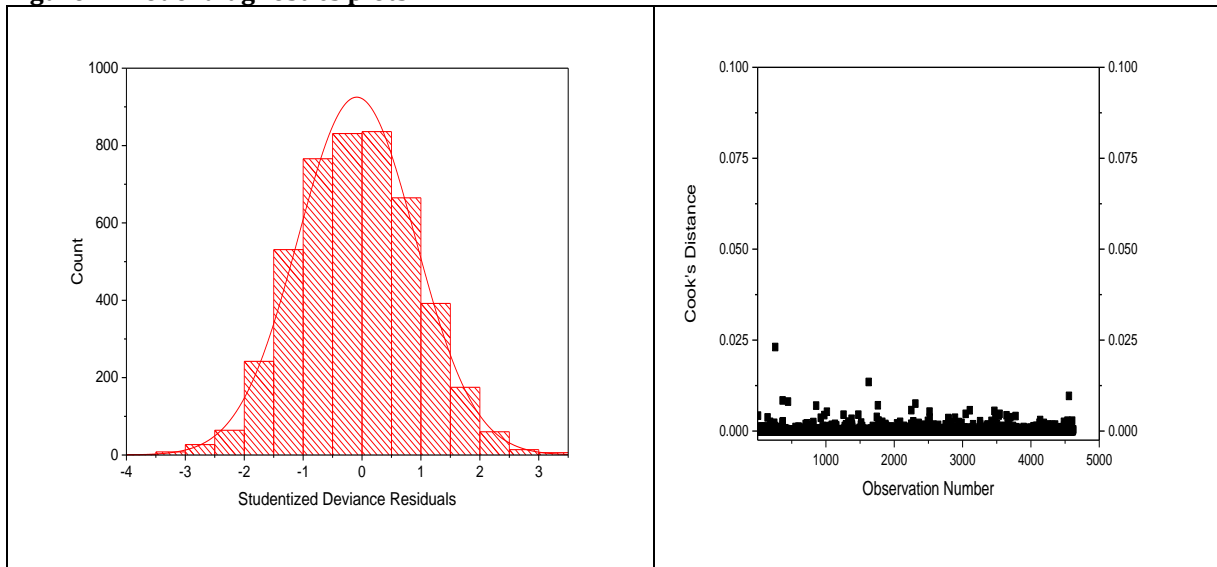 1000
800
600
400
200
0
Count
-4 -3 -2 -1 0 1 2 3
Studentized Deviance Residuals
0.100 0.100
0.075 0.075
0.050 0.050
0.025 0.025
0.000 0.000
Cook's Distance
1000 2000 3000 4000 5000
Observation Number